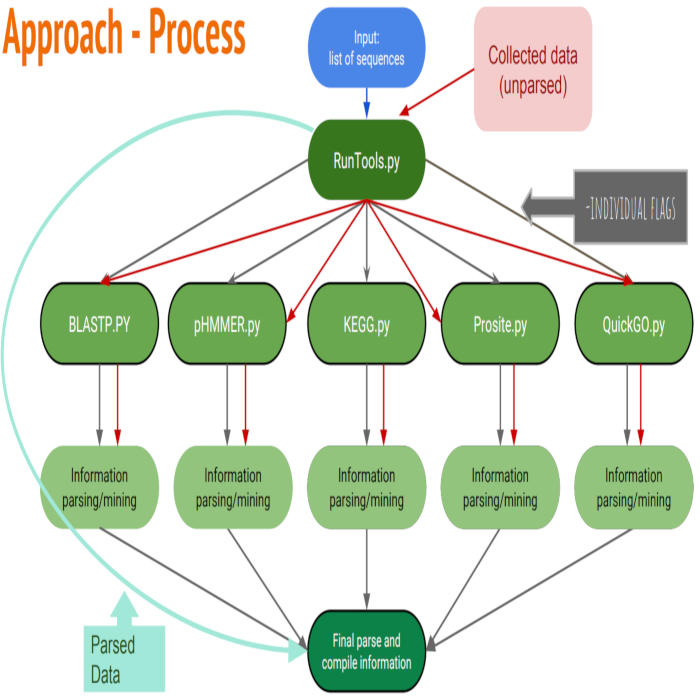 Approach - Process
Input:
list of sequences
Collected data
(unparsed)
RunTools.py
-INDIVIDUAL FLAGS
BLASTP.PY
pHMMER.py
KEGG.py
Prosite.py
QuickGO.py
Information
parsing/mining
Information
parsing/mining
Information
parsing/mining
Information
parsing/mining
Information
parsing/mining
Parsed
Data
Final parse and
compile information